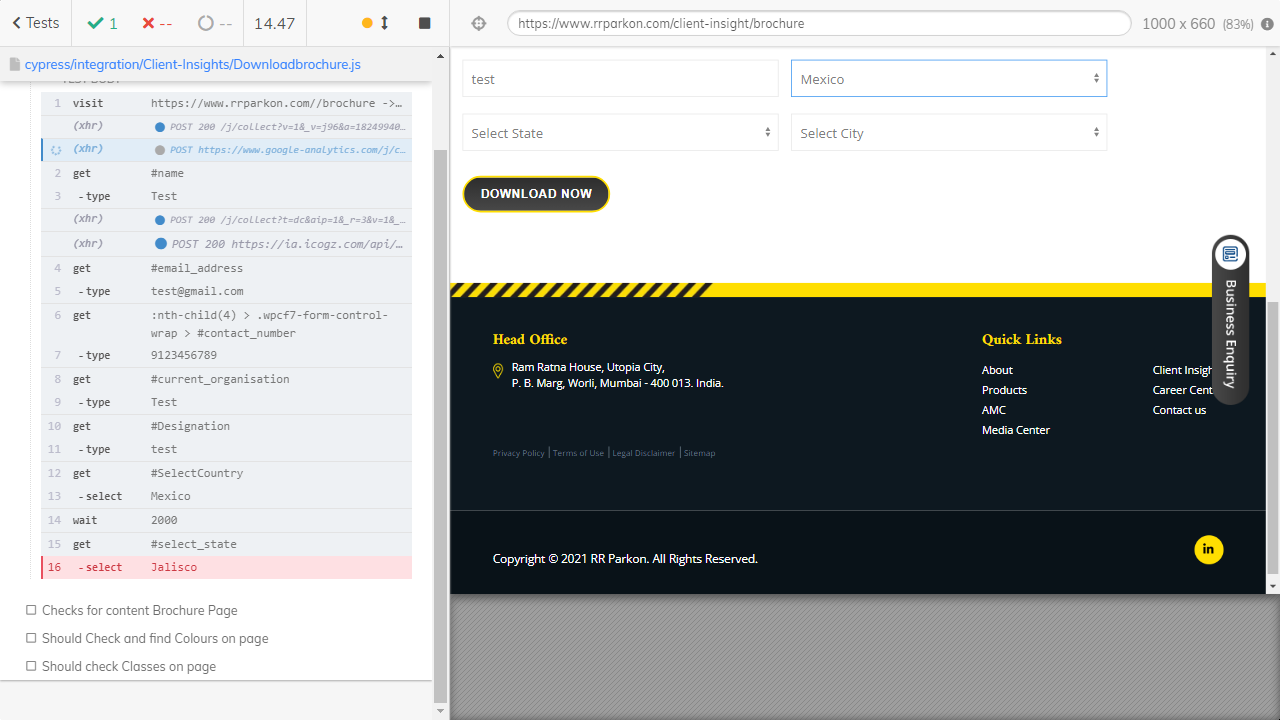 Tests
1
--
--
14.47
https://www.rrparkon.com/client-insight/brochure
1000 x 660 (83%)
cypress/integration/Client-Insights/Downloadbrochure.js
TEST BODY
1 visit https://www.rrparkon.com//brochure ->…
(xhr) POST 200 /j/collect?v=1&_v=j96&a=18249940…
(xhr) POST https://www.google-analytics.com/j/c…
2 get #name
3 -type Test
(xhr) POST 200 /j/collect?t=dc&aip=1&_r=3&v=1&_…
(xhr) POST 200 https://ia.icogz.com/api/…
4 get #email_address
5 -type test@gmail.com
6 get :nth-child(4) > .wpcf7-form-control-
wrap > #contact_number
7 -type 9123456789
8 get #current_organisation
9 -type Test
10 get #Designation
11 -type test
12 get #SelectCountry
13 -select Mexico
14 wait 2000
15 get #select_state
16 -select Jalisco
Checks for content Brochure Page
Should Check and find Colours on page
Should check Classes on page
test
Mexico
Select State
Select City
DOWNLOAD NOW
Business Enquiry
Head Office
Ram Ratna House, Utopia City,
P. B. Marg, Worli, Mumbai - 400 013. India.
Privacy Policy | Terms of Use | Legal Disclaimer | Sitemap
Quick Links
About
Products
AMC
Media Center
Client Insigh
Career Cent
Contact us
Copyright © 2021 RR Parkon. All Rights Reserved.
in